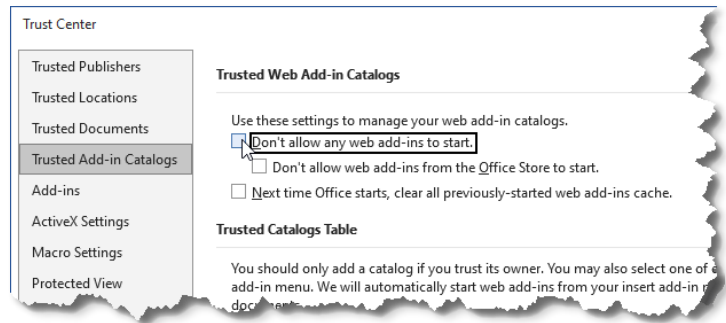 Trust Center
Trusted Publishers
Trusted Locations
Trusted Documents
Trusted Add-in Catalogs
Add-ins
ActiveX Settings
Macro Settings
Protected View
Trusted Web Add-in Catalogs
Use these settings to manage your web add-in catalogs.
Don't allow any web add-ins to start.
Don't allow web add-ins from the Office Store to start.
Next time Office starts, clear all previously-started web add-ins cache.
Trusted Catalogs Table
You should only add a catalog if you trust its owner. You may also select one of
add-in menu. We will automatically start web add-ins from your insert add-in